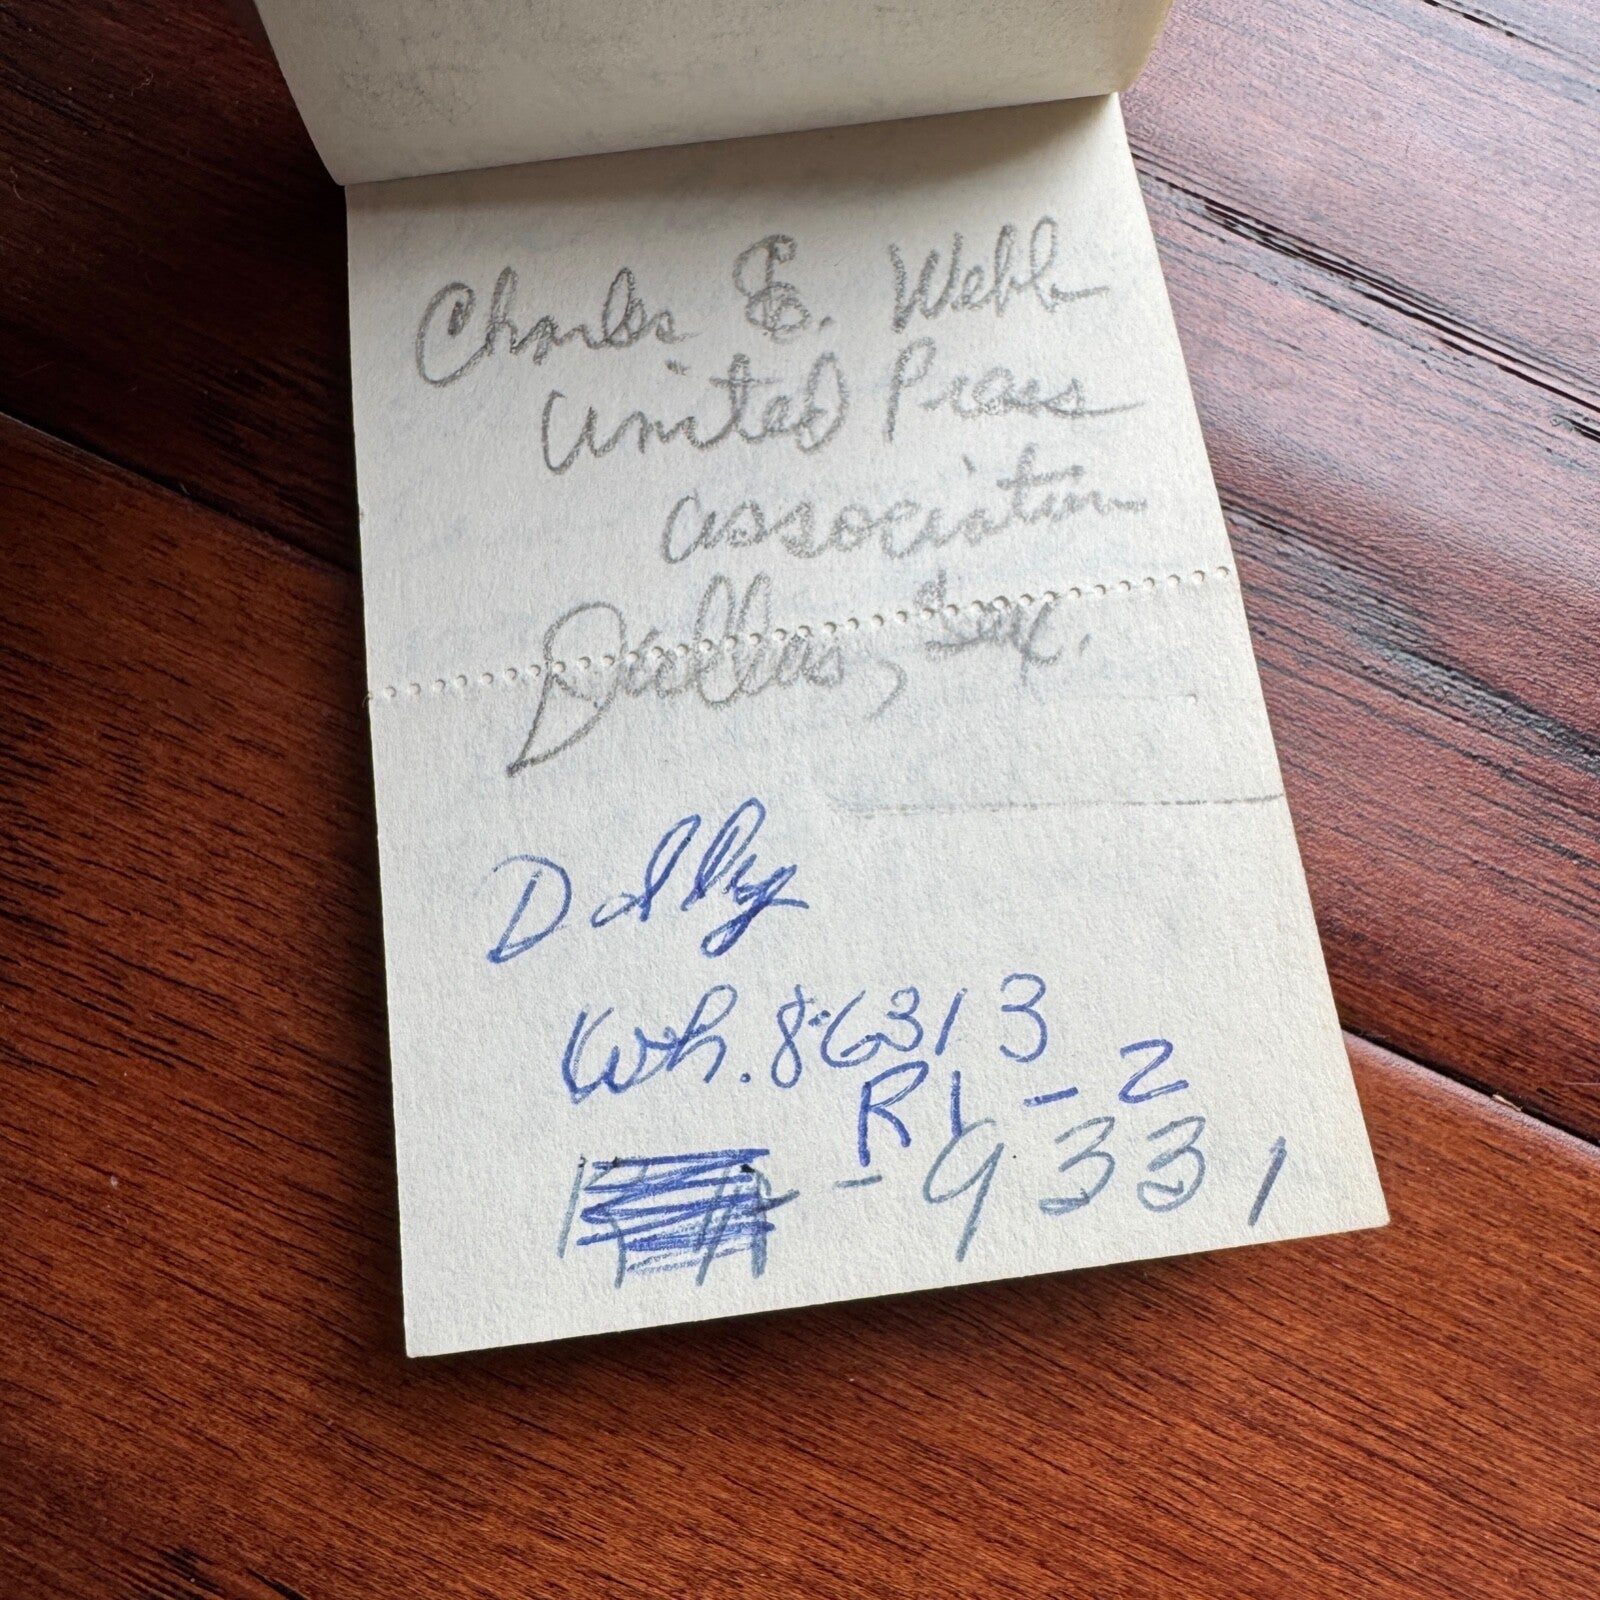 Charles E. Webb
United Press
association
Dallas, Tex.
Dolly
Wh. 8-6313
RI - 2
- 9331